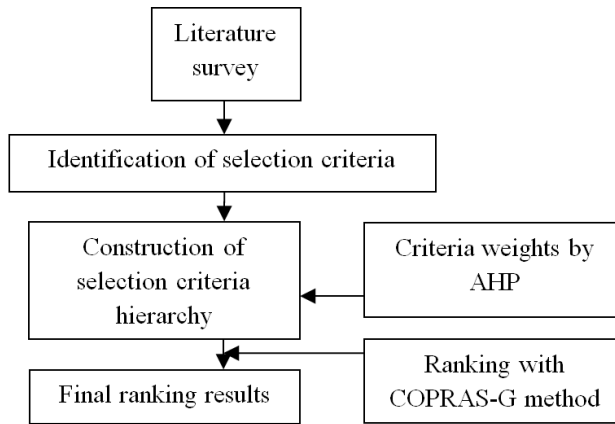 Literature
survey
Identification of selection criteria
Construction of
selection criteria
hierarchy
Criteria weights by
AHP
Ranking with
COPRAS-G method
Final ranking results